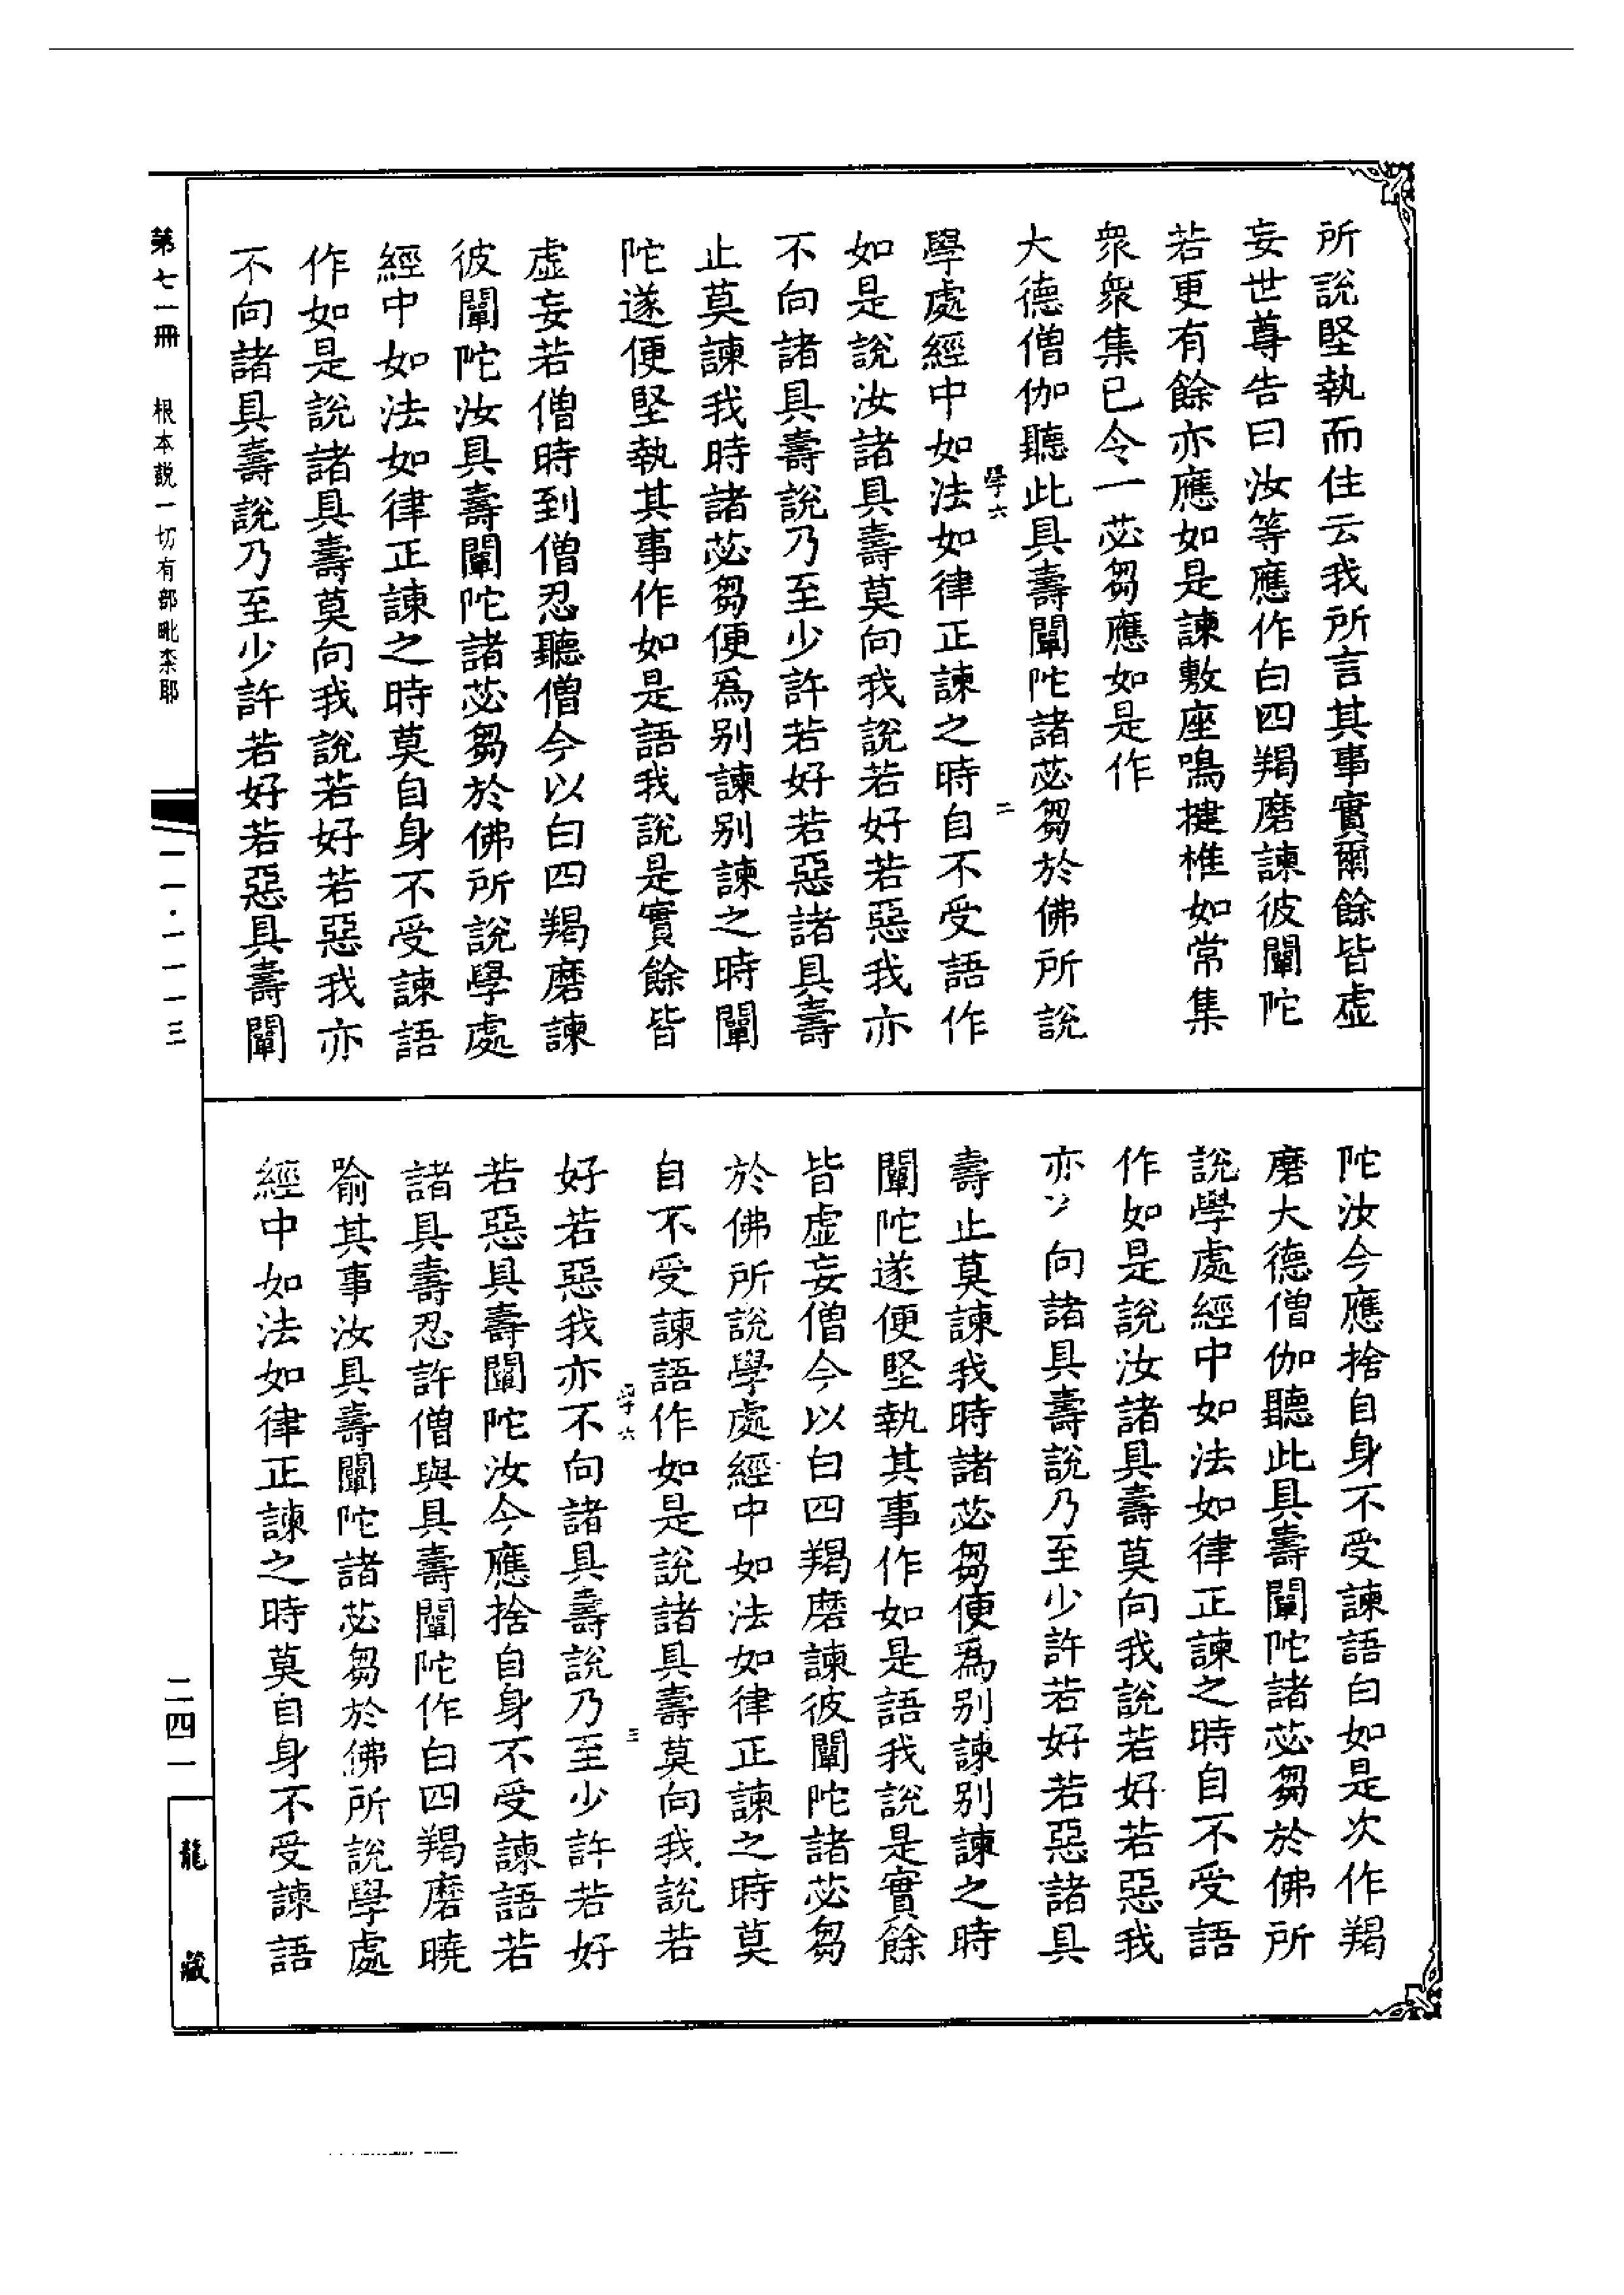 所說堅執而住云我所言其事實爾餘皆虛
妄世尊告曰汝等應作白四羯磨諫彼闡陀
若更有餘亦應如是諫敷座鳴揵椎如常集
衆衆集已令一苾芻應如是作
大德僧伽聽此具壽闡陀諸苾芻於佛所說
學六 二
學處經中如法如律正諫之時自不受語作
如是說汝諸具壽莫向我說若好若惡我亦
不向諸具壽說乃至少許若好若惡諸具壽
止莫諫我時諸苾芻便爲別諫別諫之時闡
陀遂便堅執其事作如是語我說是實餘皆
虛妄若僧時到僧忍聽僧今以白四羯磨諫
彼闡陀汝具壽闡陀諸苾芻於佛所說學處
經中如法如律正諫之時莫自身不受諫語
作如是說諸具壽莫向我說若好若惡我亦
不向諸具壽說乃至少許若好若惡具壽闡
陀汝今應捨自身不受諫語白如是次作羯
磨大德僧伽聽此具壽闡陀諸苾芻於佛所
說學處經中如法如律正諫之時自不受語
作如是說汝諸具壽莫向我說若好若惡我
亦向諸具壽說乃至少許若好若惡諸具
壽止莫諫我時諸苾芻便爲別諫別諫之時
闡陀遂便堅執其事作如是語我說是實餘
皆虛妄僧今以白四羯磨諫彼闡陀諸苾芻
於佛所說學處經中如法如律正諫之時莫
自不受諫語作如是說諸具壽莫向我說若
學六 三
好若惡我亦不向諸具壽說乃至少許若好
若惡具壽闡陀汝今應捨自身不受諫語若
諸具壽忍許僧與具壽闡陀作白四羯磨曉
喻其事汝具壽闡陀諸苾芻於佛所說學處
經中如法如律正諫之時莫自身不受諫語
第七一冊 根本說一切有部毗柰耶
一一·一一一三
二四一
龍藏